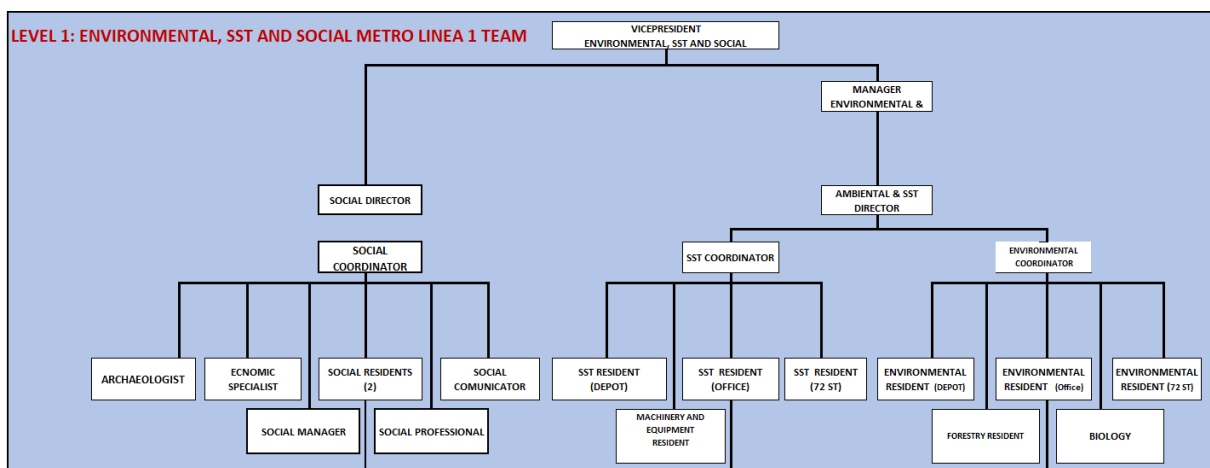 LEVEL 1: ENVIRONMENTAL, SST AND SOCIAL METRO LINEA 1 TEAM
VICEPRESIDENT
ENVIRONMENTAL, SST AND SOCIAL
MANAGER
ENVIRONMENTAL &
SOCIAL DIRECTOR
AMBIENTAL & SST
DIRECTOR
SOCIAL
COORDINATOR
SST COORDINATOR
ENVIRONMENTAL
COORDINATOR
ARCHAEOLOGIST
ECNOMIC
SPECIALIST
SOCIAL RESIDENTS
(2)
SOCIAL
COMUNICATOR
SST RESIDENT
(DEPOT)
SST RESIDENT
(OFFICE)
SST RESIDENT
(72 ST)
ENVIRONMENTAL
RESIDENT (DEPOT)
ENVIRONMENTAL
RESIDENT (Office)
ENVIRONMENTAL
RESIDENT (72 ST)
SOCIAL MANAGER
SOCIAL PROFESSIONAL
MACHINERY AND
EQUIPMENT
RESIDENT
FORESTRY RESIDENT
BIOLOGY